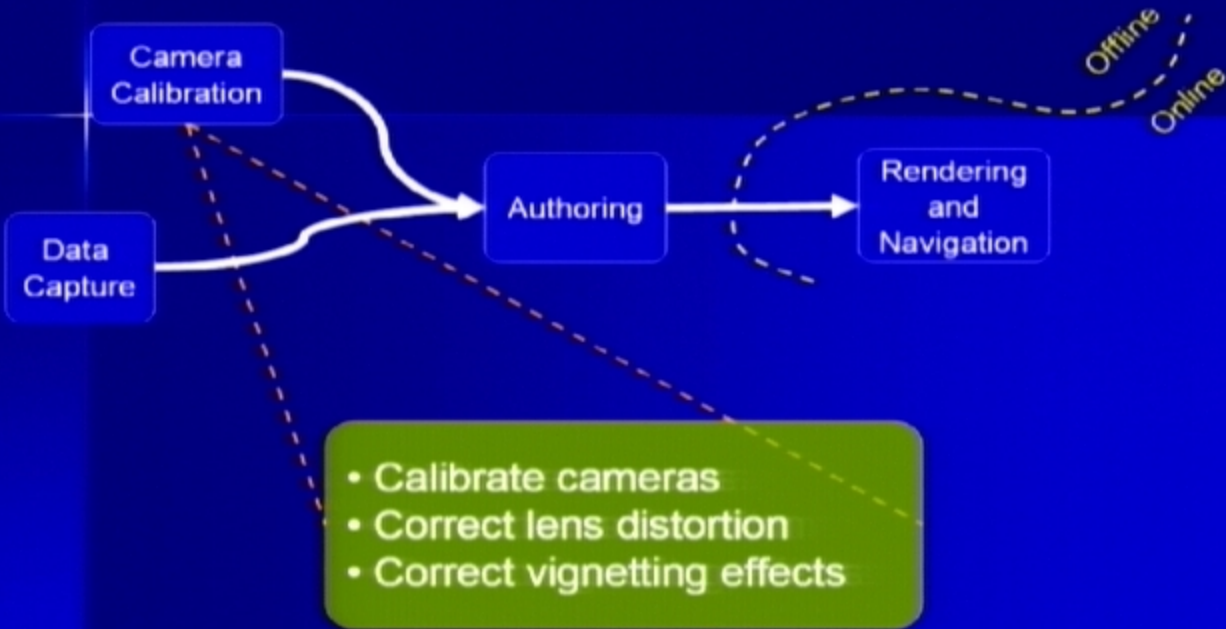 Camera
Calibration
Offline
Online
Data
Capture
Authoring
Rendering
and
Navigation
• Calibrate cameras
• Correct lens distortion
• Correct vignetting effects